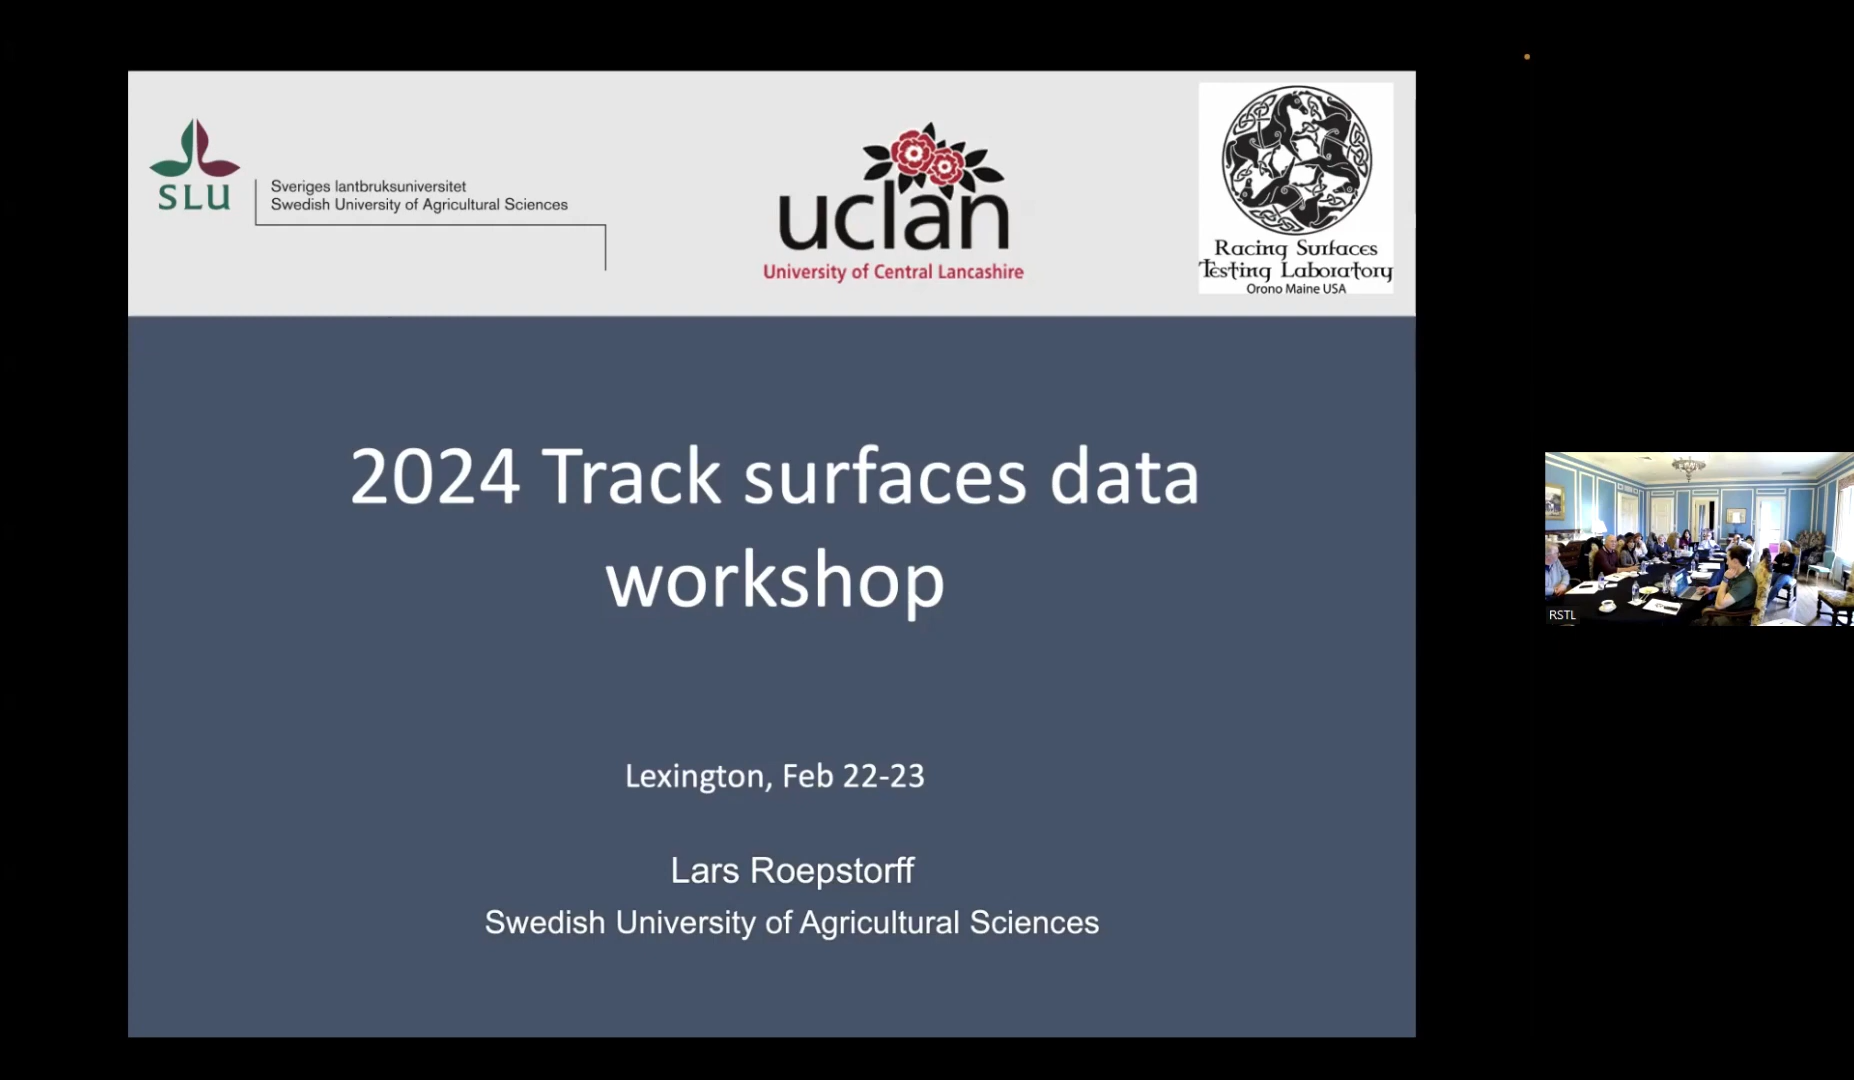 SLU
Sveriges lantbruksuniversitet
Swedish University of Agricultural Sciences
uclan
University of Central Lancashire
Racing Surfaces
Testing Laboratory
Orono Maine USA
2024 Track surfaces data
workshop
Lexington, Feb 22-23
Lars Roepstorff
Swedish University of Agricultural Sciences
RSTL